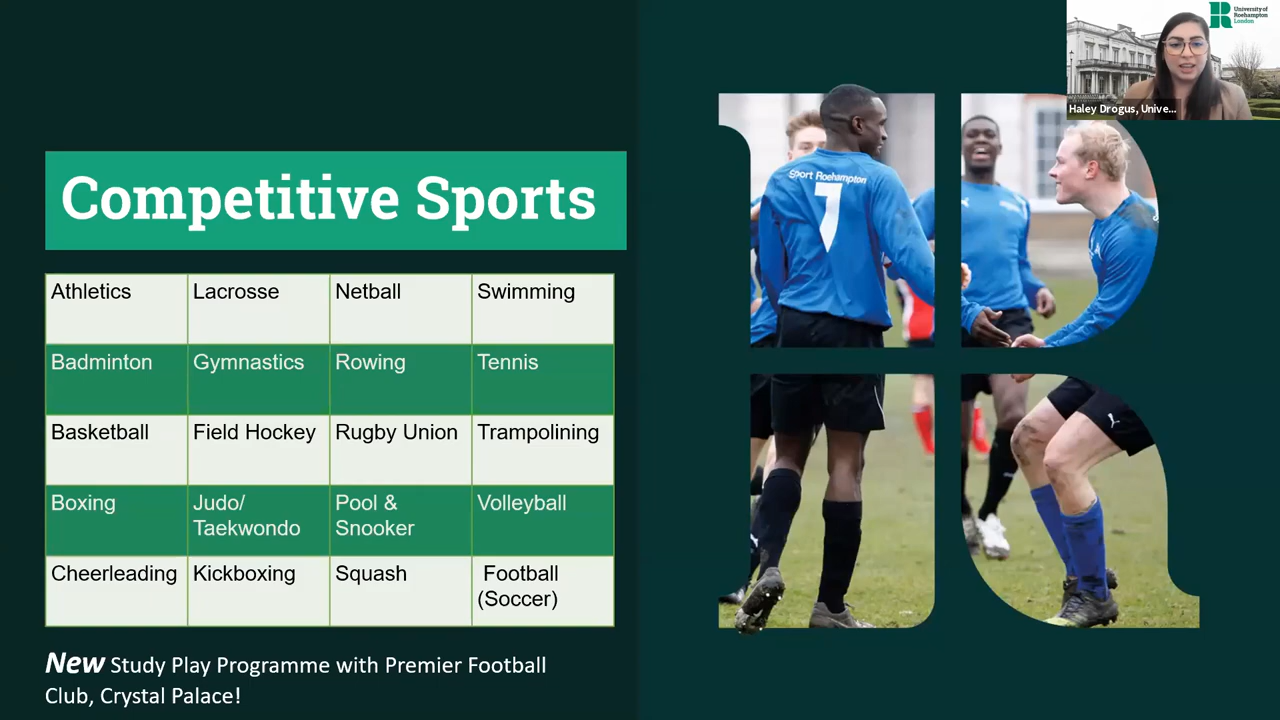 University of
Roehampton
London
Haley Drogus, Unive...
Competitive Sports
Athletics
Lacrosse
Netball
Swimming
Badminton
Gymnastics
Rowing
Tennis
Basketball
Field Hockey
Rugby Union
Trampolining
Boxing
Judo/
Taekwondo
Pool &
Snooker
Volleyball
Cheerleading
Kickboxing
Squash
Football
(Soccer)
New Study Play Programme with Premier Football
Club, Crystal Palace!
Sport Roehampton
7